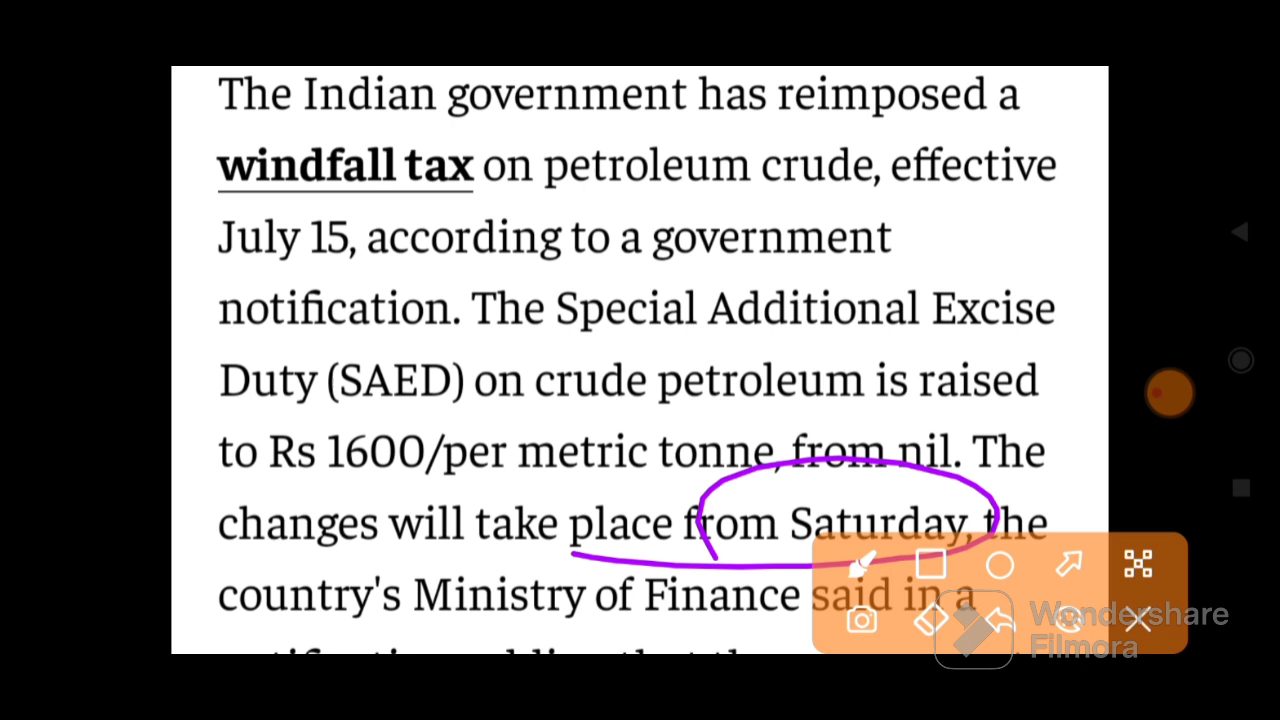 The Indian government has reimposed a
windfall tax on petroleum crude, effective
July 15, according to a government
notification. The Special Additional Excise
Duty (SAED) on crude petroleum is raised
to Rs 1600/per metric tonne, from nil. The
changes will take place from Saturday, the
country's Ministry of Finance said in a
Wondershare
Filmora